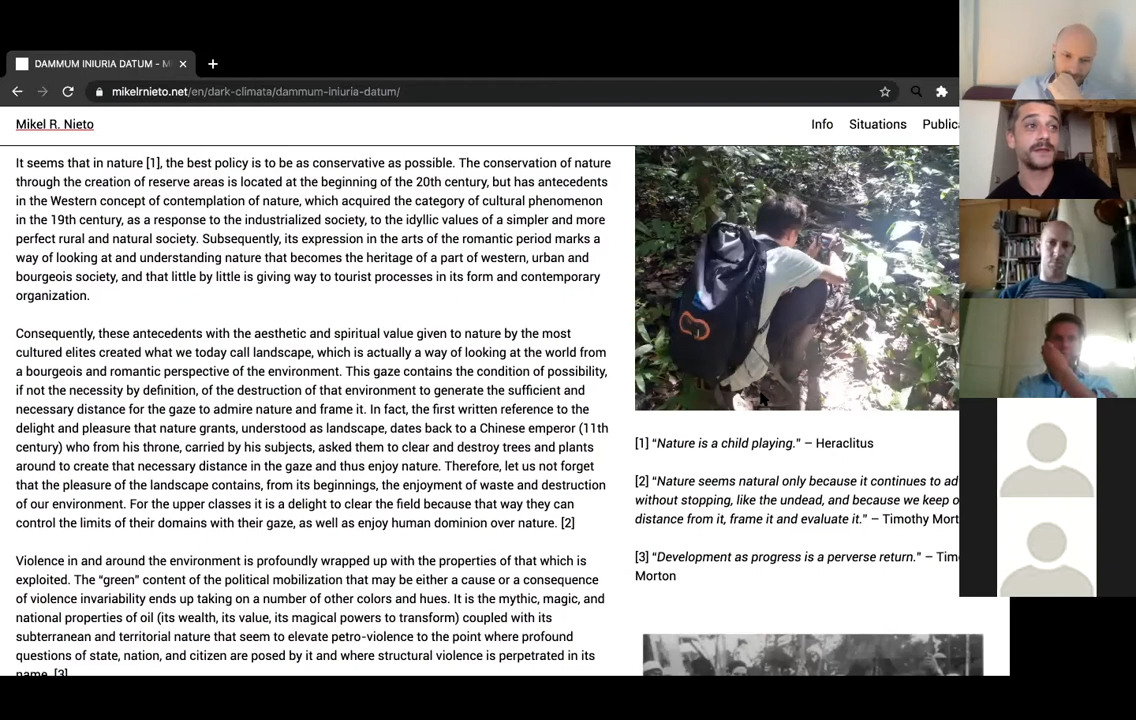 DAMMUM INIURIA DATUM - M
mikelrnieto.net/en/dark-climata/dammum-iniuria-datum/
Mikel R. Nieto
Info Situations Publica
It seems that in nature [1], the best policy is to be as conservative as possible. The conservation of nature
through the creation of reserve areas is located at the beginning of the 20th century, but has antecedents
in the Western concept of contemplation of nature, which acquired the category of cultural phenomenon
in the 19th century, as a response to the industrialized society, to the idyllic values of a simpler and more
perfect rural and natural society. Subsequently, its expression in the arts of the romantic period marks a
way of looking at and understanding nature that becomes the heritage of a part of western, urban and
bourgeois society, and that little by little is giving way to tourist processes in its form and contemporary
organization.
Consequently, these antecedents with the aesthetic and spiritual value given to nature by the most
cultured elites created what we today call landscape, which is actually a way of looking at the world from
a bourgeois and romantic perspective of the environment. This gaze contains the condition of possibility,
if not the necessity by definition, of the destruction of that environment to generate the sufficient and
necessary distance for the gaze to admire nature and frame it. In fact, the first written reference to the
delight and pleasure that nature grants, understood as landscape, dates back to a Chinese emperor (11th
century) who from his throne, carried by his subjects, asked them to clear and destroy trees and plants
around to create that necessary distance in the gaze and thus enjoy nature. Therefore, let us not forget
that the pleasure of the landscape contains, from its beginnings, the enjoyment of waste and destruction
of our environment. For the upper classes it is a delight to clear the field because that way they can
control the limits of their domains with their gaze, as well as enjoy human dominion over nature. [2]
Violence in and around the environment is profoundly wrapped up with the properties of that which is
exploited. The “green” content of the political mobilization that may be either a cause or a consequence
of violence invariability ends up taking on a number of other colors and hues. It is the mythic, magic, and
national properties of oil (its wealth, its value, its magical powers to transform) coupled with its
subterranean and territorial nature that seem to elevate petro-violence to the point where profound
questions of state, nation, and citizen are posed by it and where structural violence is perpetrated in its
name. [3]
[1] “Nature is a child playing.” – Heraclitus
[2] “Nature seems natural only because it continues to ad
without stopping, like the undead, and because we keep o
distance from it, frame it and evaluate it.” – Timothy Mort
[3] “Development as progress is a perverse return.” – Tim
Morton